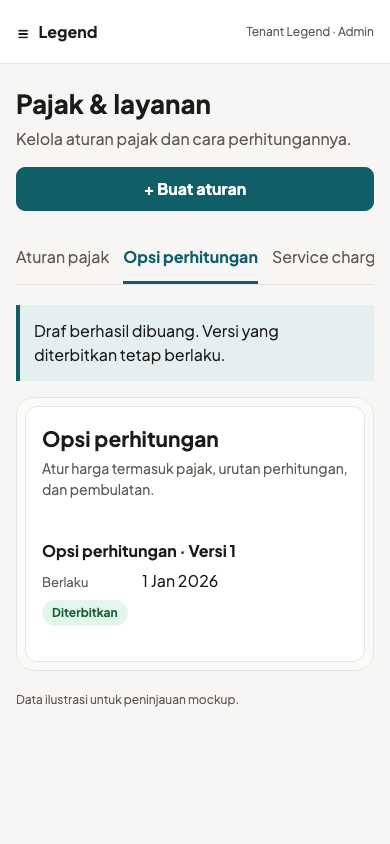 ≡ Legend
Tenant Legend · Admin
Pajak & layanan
Kelola aturan pajak dan cara perhitungannya.
+ Buat aturan
Aturan pajak
Opsi perhitungan
Service charg
Draf berhasil dibuang. Versi yang
diterbitkan tetap berlaku.
Opsi perhitungan
Atur harga termasuk pajak, urutan perhitungan,
dan pembulatan.
Opsi perhitungan · Versi 1
Berlaku 1 Jan 2026
Diterbitkan
Data ilustrasi untuk peninjauan mockup.